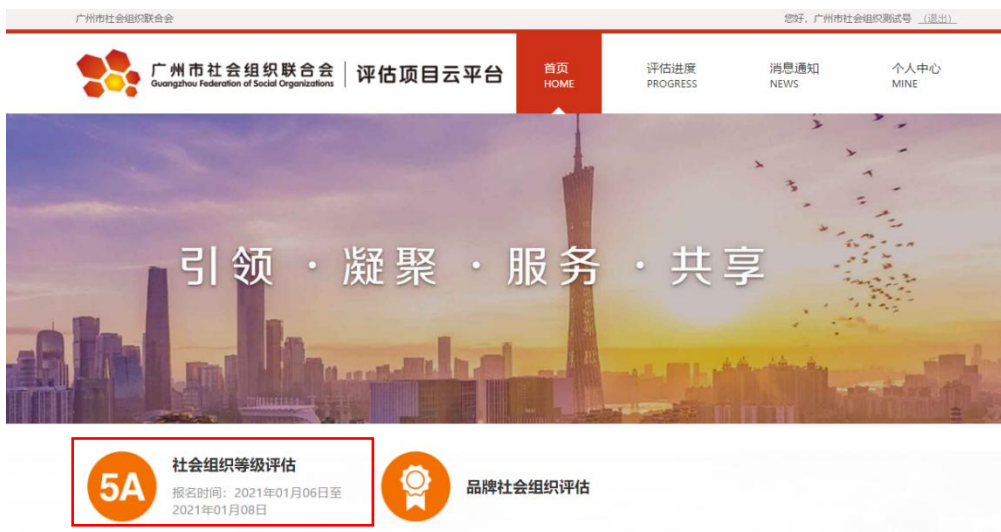 广州市社会组织联合会
您好，广州市社会组织测试号 （退出）
广州市社会组织联合会
Guangzhou Federation of Social Organizations
评估项目云平台
首页
HOME
评估进度
PROGRESS
消息通知
NEWS
个人中心
MINE
引领 · 凝聚 · 服务 · 共享
5A
社会组织等级评估
报名时间：2021年01月06日至
2021年01月08日
品牌社会组织评估